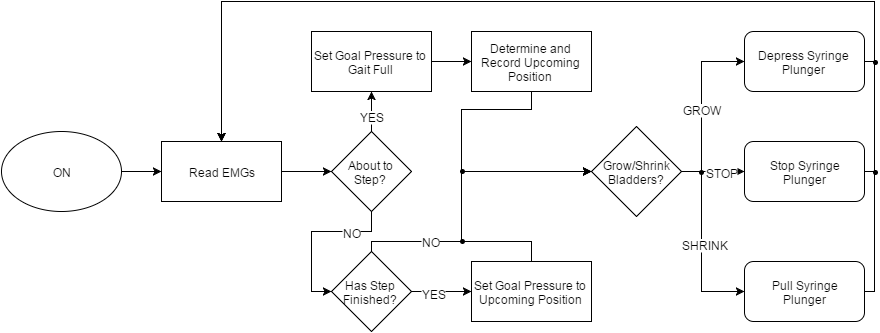 ON
Read EMGs
About to
Step?
YES
Set Goal Pressure to
Gait Full
Determine and
Record Upcoming
Position
NO
Has Step
Finished?
NO
YES
Set Goal Pressure to
Upcoming Position
Grow/Shrink
Bladders?
GROW
STOP
SHRINK
Depress Syringe
Plunger
Stop Syringe
Plunger
Pull Syringe
Plunger